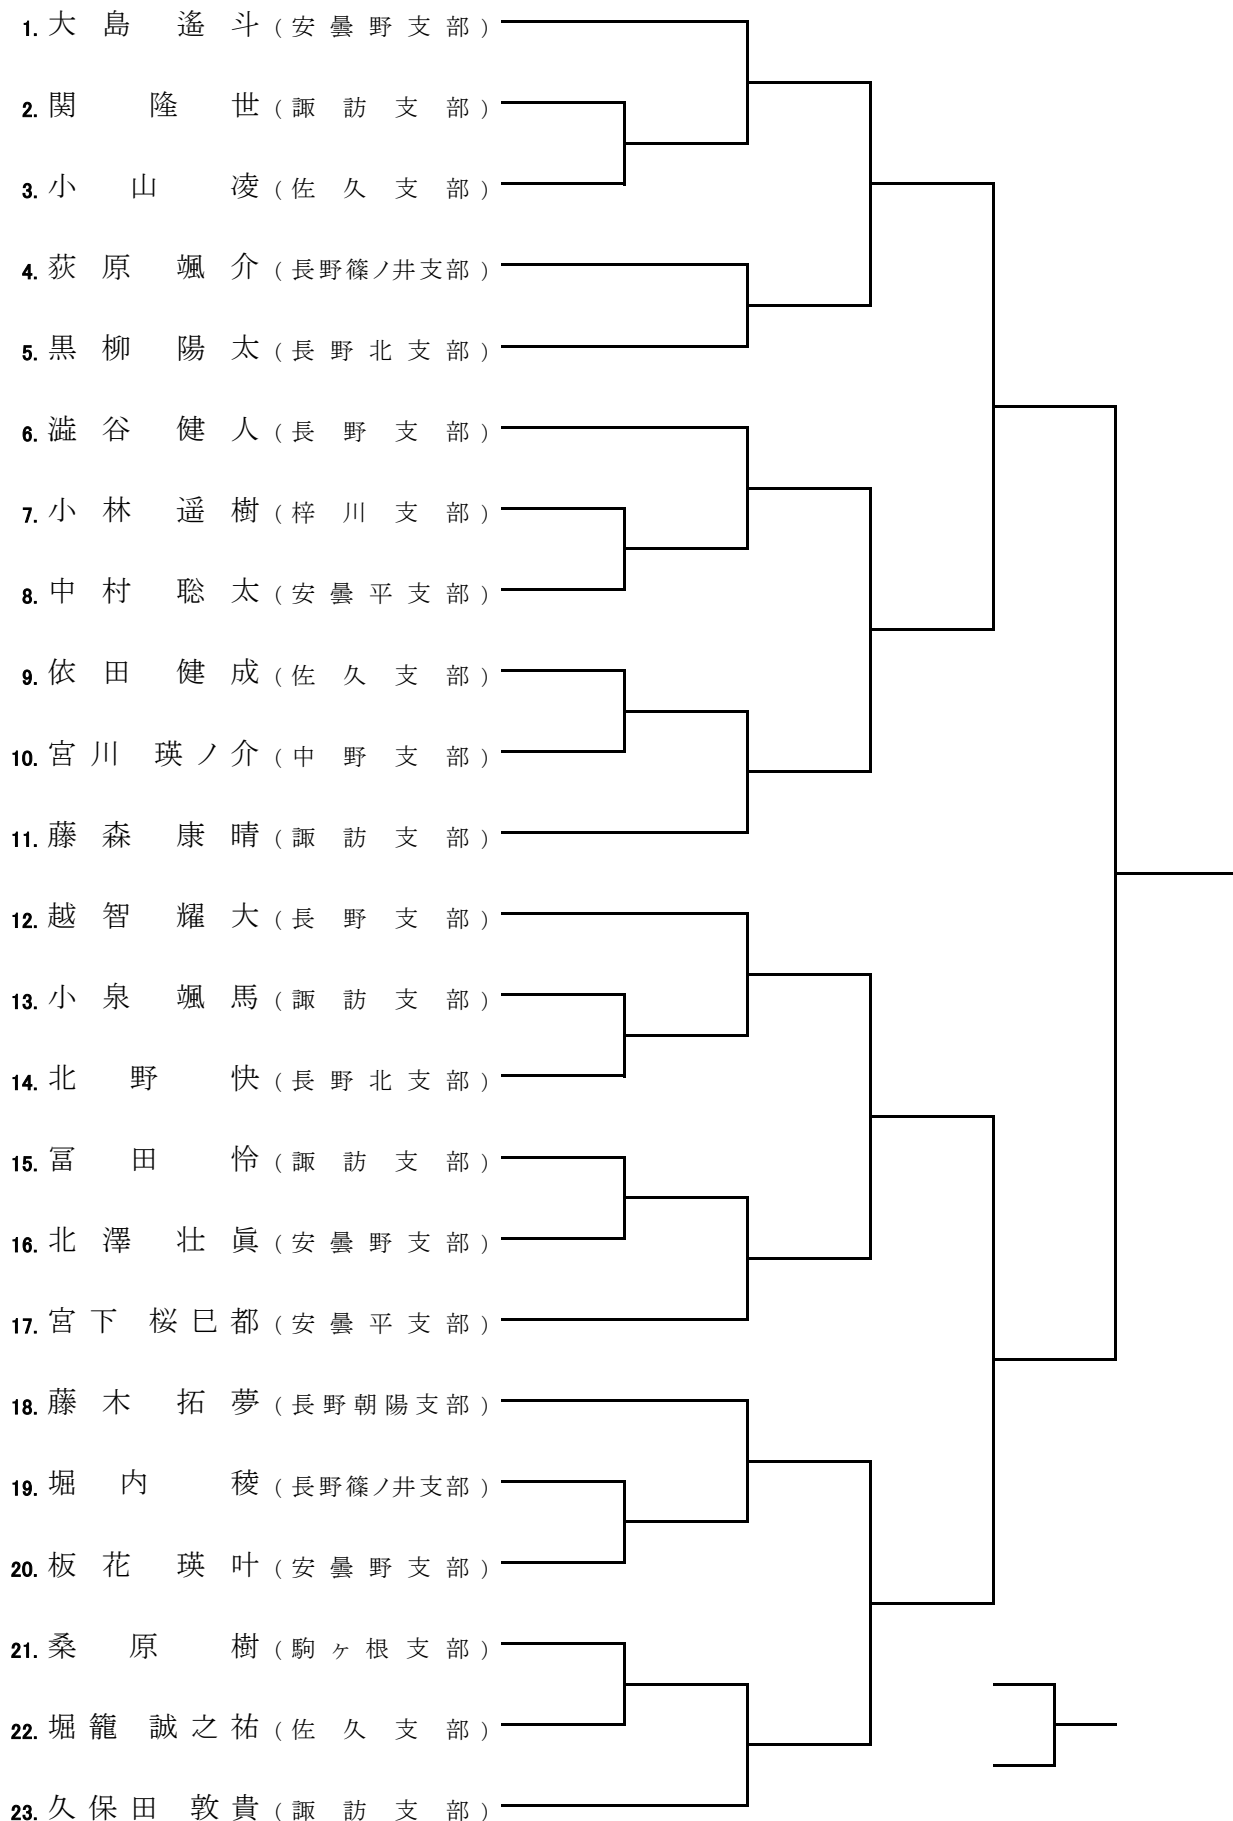 1. 大島 遙斗 (安曇野支部)
2. 関 隆世 (諏訪支部)
3. 小山 凌 (佐久支部)
4. 荻原 颯介 (長野篠ノ井支部)
5. 黒柳 陽太 (長野北支部)
6. 澁谷 健人 (長野支部)
7. 小林 遥樹 (梓川支部)
8. 中村 聡太 (安曇平支部)
9. 依田 健成 (佐久支部)
10. 宮川 瑛ノ介 (中野支部)
11. 藤森 康晴 (諏訪支部)
12. 越智 耀大 (長野支部)
13. 小泉 颯馬 (諏訪支部)
14. 北野 快 (長野北支部)
15. 冨田 怜 (諏訪支部)
16. 北澤 壮眞 (安曇野支部)
17. 宮下 桜巳都 (安曇平支部)
18. 藤木 拓夢 (長野朝陽支部)
19. 堀内 稜 (長野篠ノ井支部)
20. 板花 瑛叶 (安曇野支部)
21. 桑原 樹 (駒ヶ根支部)
22. 堀籠 誠之祐 (佐久支部)
23. 久保田 敦貴 (諏訪支部)